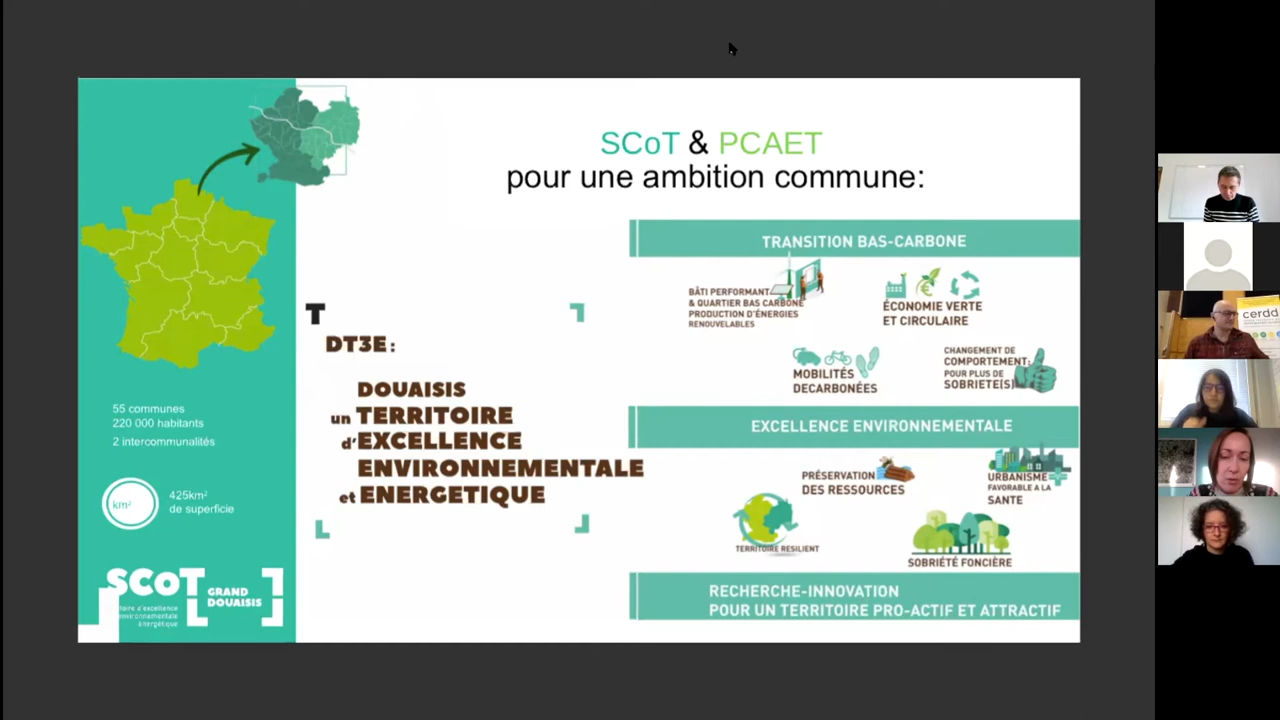 SCoT & PCAET
pour une ambition commune:
55 communes
220 000 habitants
2 intercommunalités
km²
425km²
de superficie
SCoT
GRAND
DOUAISIS
d'excellence
environnementale
énergétique
DT3E :
DOUAISIS
un TERRITOIRE
d'EXCELLENCE
ENVIRONNEMENTALE
et ENERGETIQUE
TRANSITION BAS-CARBONE
BÂTI PERFORMANT
& QUARTIER BAS CARBONE
PRODUCTION D'ÉNERGIES
RENOUVELABLES
ÉCONOMIE VERTE
ET CIRCULAIRE
MOBILITÉS
DECARBONÉES
CHANGEMENT DE
COMPORTEMENT:
POUR PLUS DE
SOBRIETE(S)
EXCELLENCE ENVIRONNEMENTALE
PRÉSERVATION
DES RESSOURCES
URBANISME
FAVORABLE A LA
SANTE
TERRITOIRE RESILIENT
SOBRIÉTÉ FONCIÈRE
RECHERCHE-INNOVATION
POUR UN TERRITOIRE PRO-ACTIF ET ATTRACTIF
cerdd